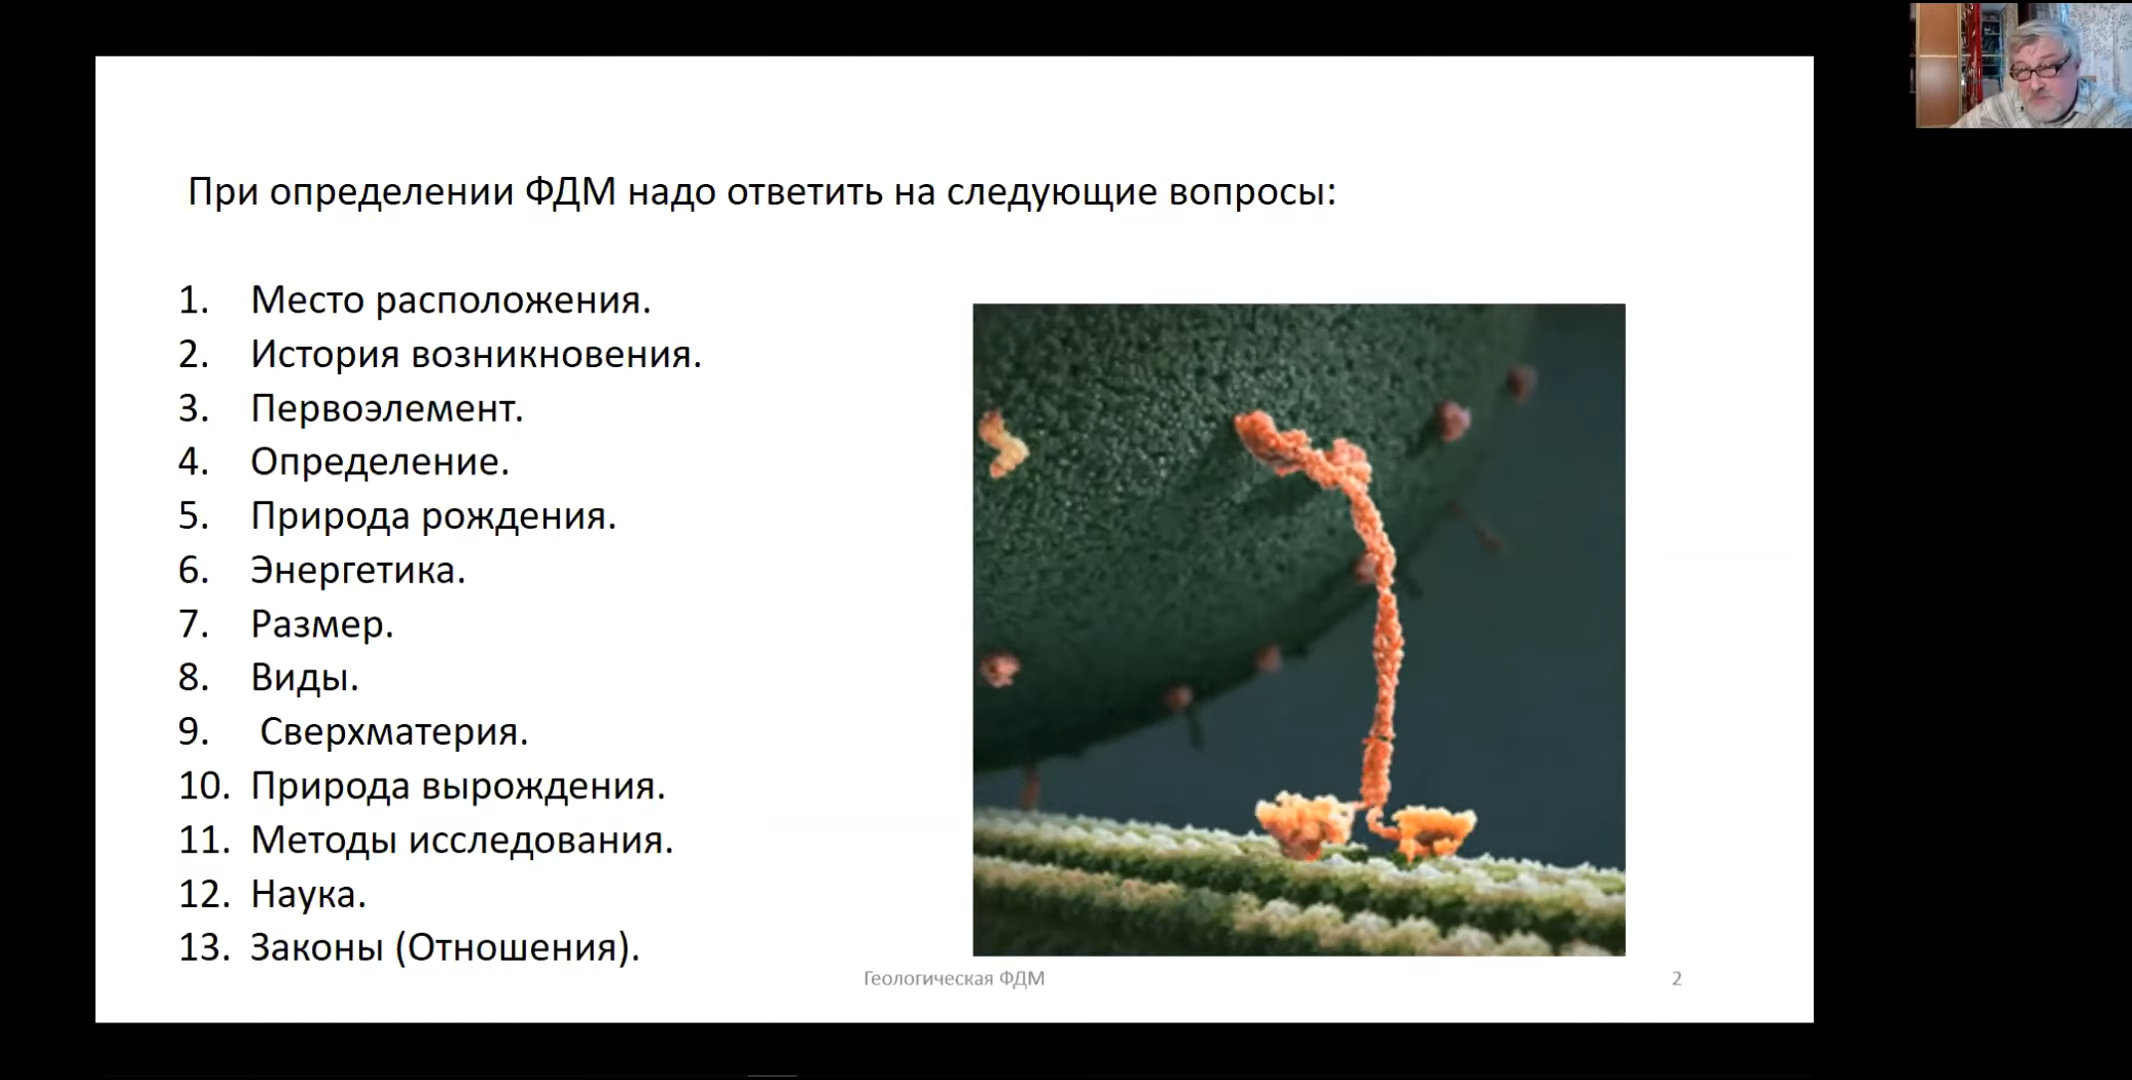 При определении ФДМ надо ответить на следующие вопросы:
1. Место расположения.
2. История возникновения.
3. Первоэлемент.
4. Определение.
5. Природа рождения.
6. Энергетика.
7. Размер.
8. Виды.
9. Сверхматерия.
10. Природа вырождения.
11. Методы исследования.
12. Наука.
13. Законы (Отношения).
Геологическая ФДМ
2